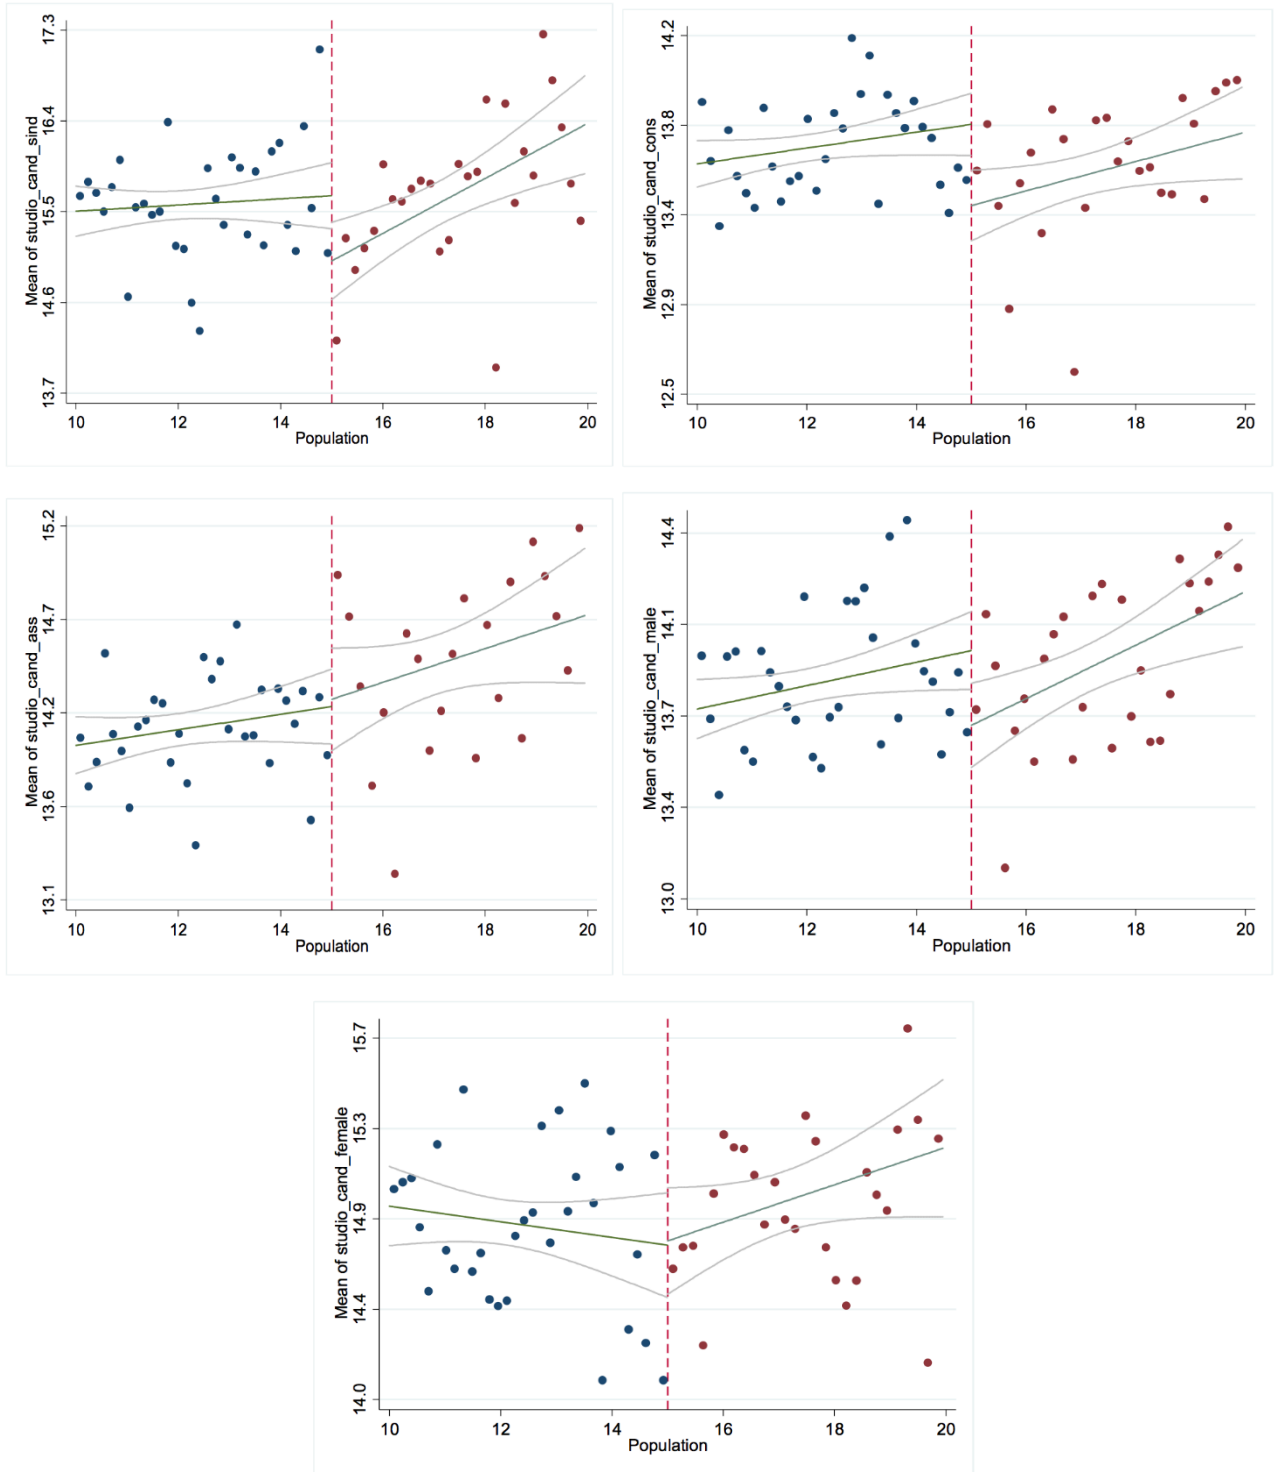 Mean of studio_cand_sind
17.3
16.4
15.5
14.6
13.7
10 12 14 16 18 20
Population
Mean of studio_cand_cons
14.2
13.8
13.4
12.9
12.5
10 12 14 16 18 20
Population
Mean of studio_cand_ass
15.2
14.7
14.2
13.6
13.1
10 12 14 16 18 20
Population
Mean of studio_cand_male
14.4
14.1
13.7
13.4
13.0
10 12 14 16 18 20
Population
Mean of studio_cand_female
15.7
15.3
14.9
14.4
14.0
10 12 14 16 18 20
Population